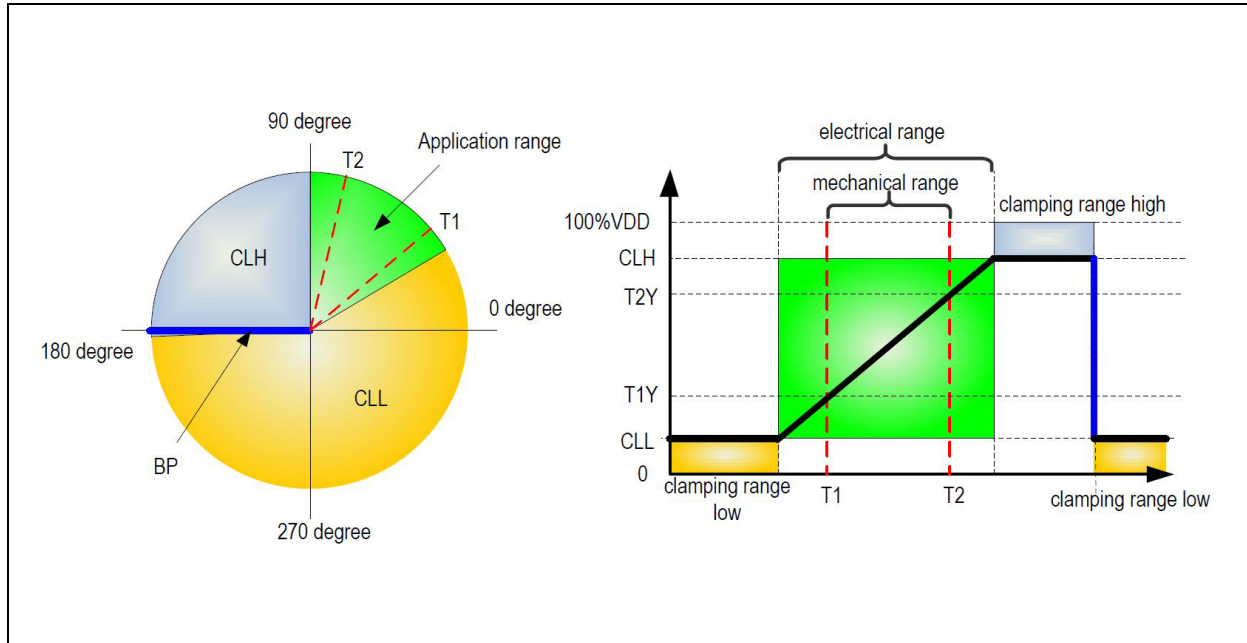 90 degree
T2
Application range
T1
CLH
0 degree
180 degree
CLL
BP
270 degree
electrical range
mechanical range
100%VDD
clamping range high
CLH
T2Y
T1Y
CLL
0
clamping range
low
T1
T2
clamping range low